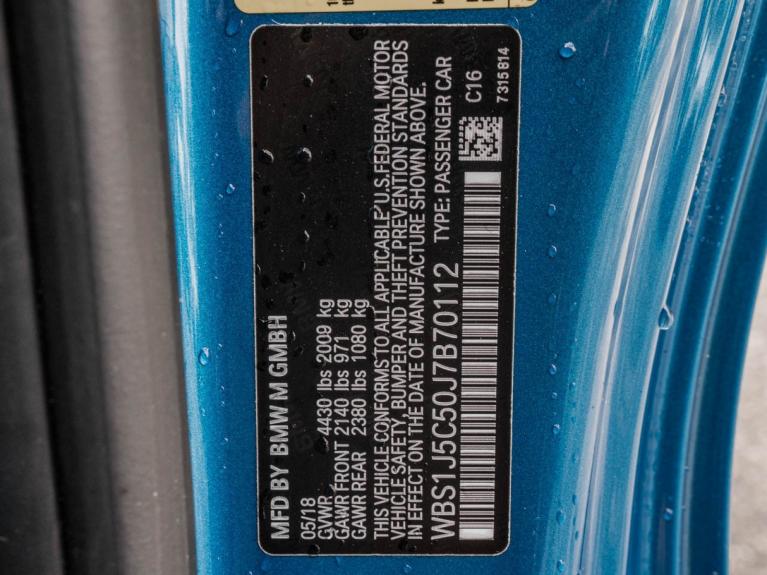 MFD BY BMW M GMBH
05/18
GVWR 4430 lbs 2009 kg
GAWR FRONT 2140 lbs 971 kg
GAWR REAR 2380 lbs 1080 kg
THIS VEHICLE CONFORMS TO ALL APPLICABLE U.S.FEDERAL MOTOR
VEHICLE SAFETY, BUMPER AND THEFT PREVENTION STANDARDS
IN EFFECT ON THE DATE OF MANUFACTURE SHOWN ABOVE.
WBS1J5C50J7B70112 TYPE: PASSENGER CAR
C16
7315814